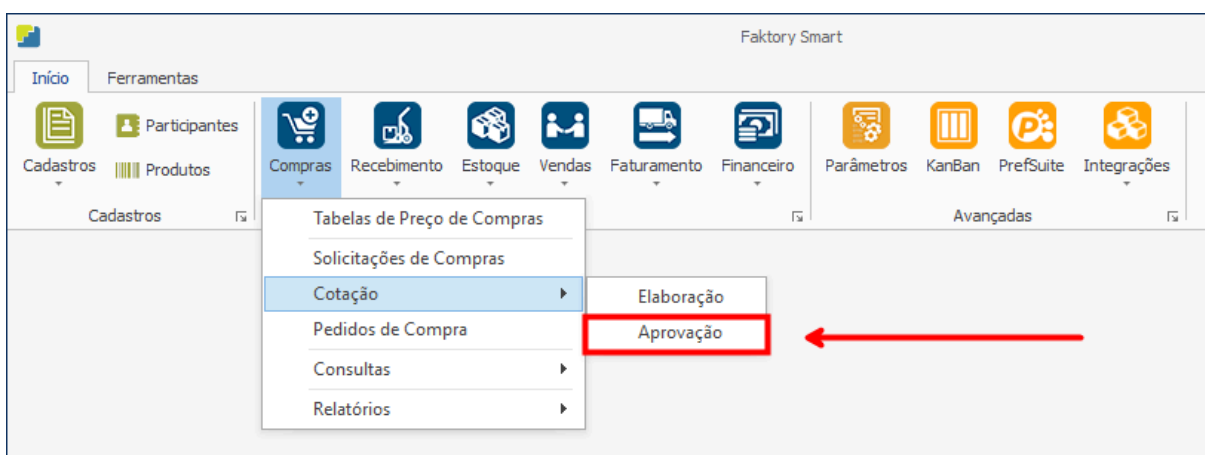 Faktory Smart
Início Ferramentas
Participantes
Produtos
Cadastros Compras Recebimento Estoque Vendas Faturamento Financeiro Parâmetros KanBan PrefSuite Integrações
Cadastros Avançadas
Tabelas de Preço de Compras
Solicitações de Compras
Cotação
Elaboração
Pedidos de Compra
Aprovação
Consultas
Relatórios